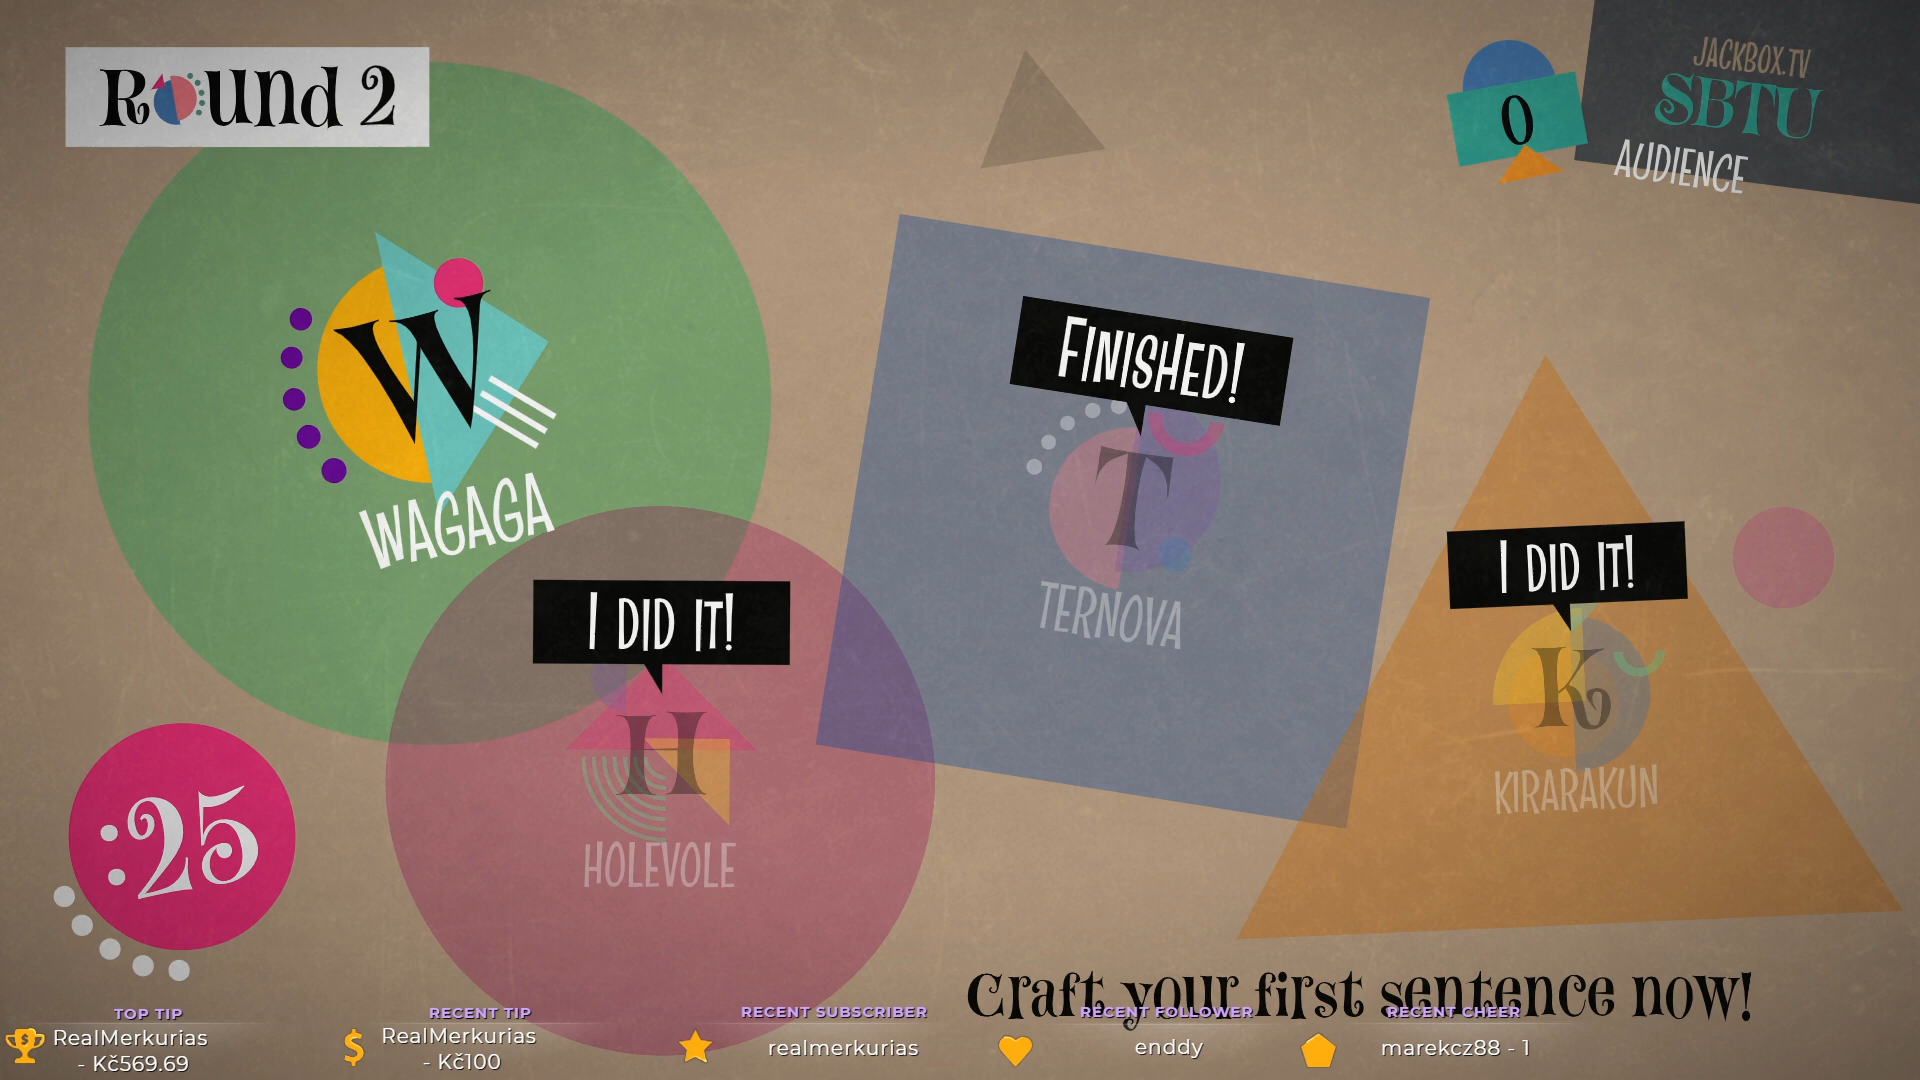 Round 2
0
JACKBOX.TV
SBTU
AUDIENCE
W
WAGAGA
FINISHED!
T
TERNOVA
I DID IT!
H
HOLEVOLE
I DID IT!
K
KIRARAKUN
:25
Craft your first sentence now!
TOP TIP
RealMerkurias
- Kč569.69
RECENT TIP
RealMerkurias
- Kč100
RECENT SUBSCRIBER
realmerkurias
RECENT FOLLOWER
enddy
RECENT CHEER
marekcz88 - 1